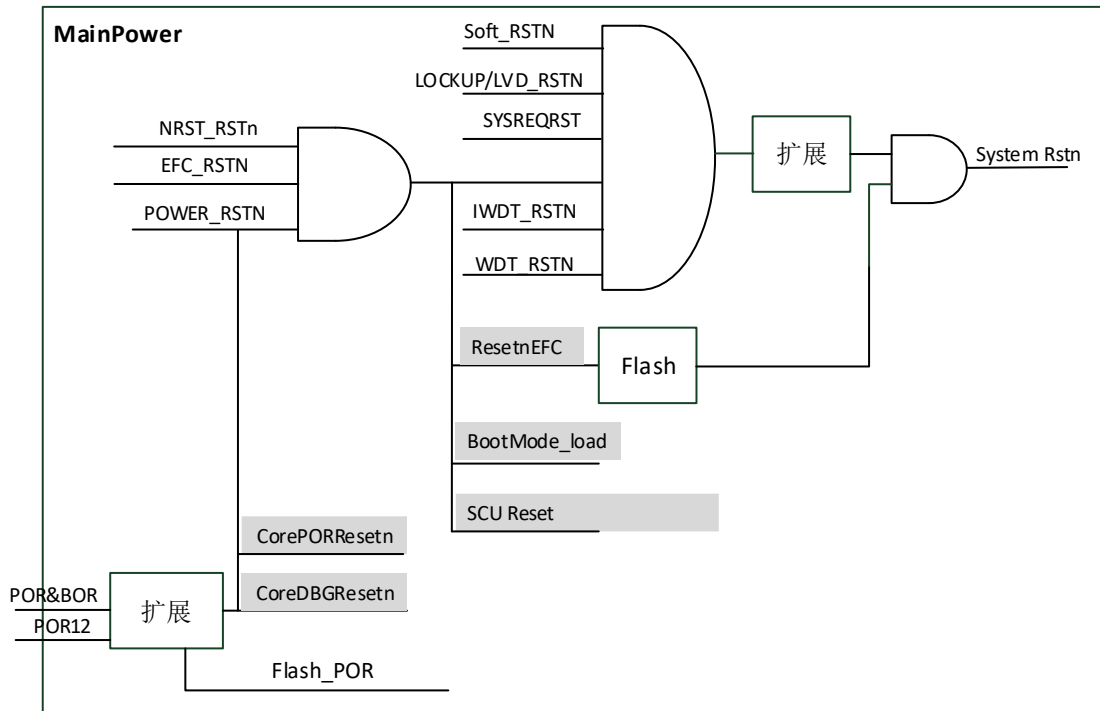 MainPower
Soft_RSTN
LOCKUP/LVD_RSTN
SYSREQRST
NRST_RSTn
EFC_RSTN
POWER_RSTN
扩展
System Rstn
IWDT_RSTN
WDT_RSTN
ResetnEFC
Flash
BootMode_load
SCU Reset
CorePORResetn
CoreDBGResetn
POR&BOR
POR12
扩展
Flash_POR